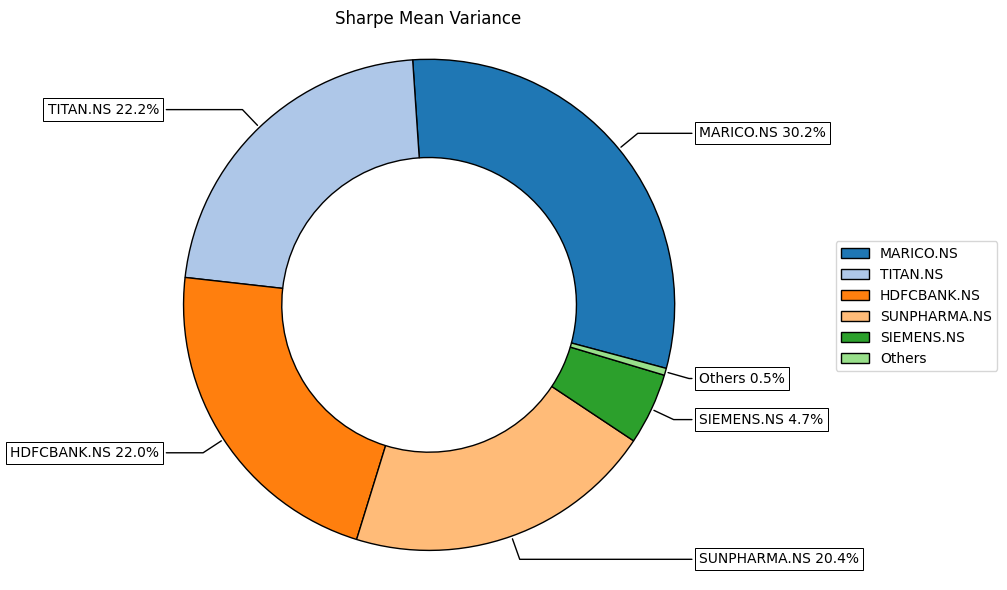 Sharpe Mean Variance
TITAN.NS 22.2%
MARICO.NS 30.2%
MARICO.NS
TITAN.NS
HDFCBANK.NS
SUNPHARMA.NS
SIEMENS.NS
Others
Others 0.5%
SIEMENS.NS 4.7%
HDFCBANK.NS 22.0%
SUNPHARMA.NS 20.4%